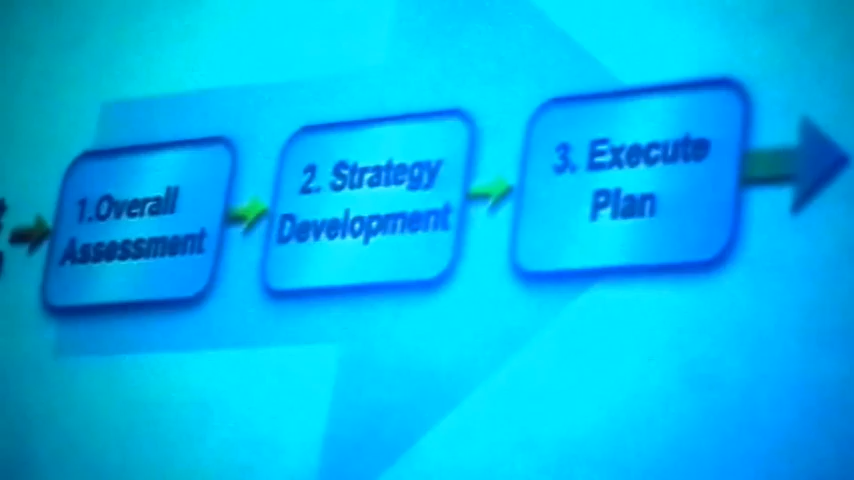 1.Overall
Assessment
2. Strategy
Development
3. Execute
Plan